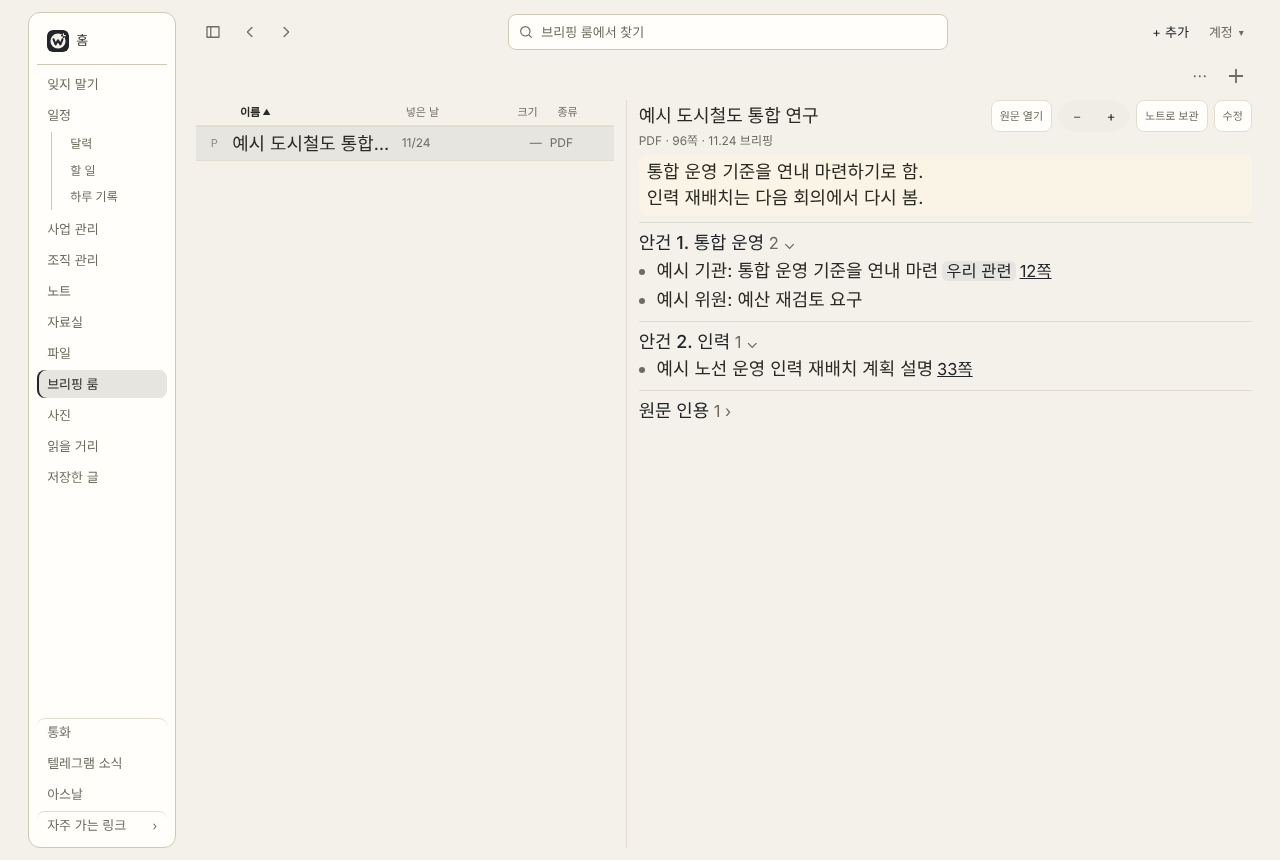 홈
잊지 말기
일정
달력
할 일
하루 기록
사업 관리
조직 관리
노트
자료실
파일
브리핑 룸
사진
읽을 거리
저장한 글
통화
텔레그램 소식
아스날
자주 가는 링크 ›
브리핑 룸에서 찾기
+ 추가 계정 ▾
···
이름▲ 넣은 날 크기 종류
P 예시 도시철도 통합... 11/24 — PDF
예시 도시철도 통합 연구
원문 열기 − + 노트로 보관 수정
PDF · 96쪽 · 11.24 브리핑
통합 운영 기준을 연내 마련하기로 함.
인력 재배치는 다음 회의에서 다시 봄.
안건 1. 통합 운영 2
• 예시 기관: 통합 운영 기준을 연내 마련 우리 관련 12쪽
• 예시 위원: 예산 재검토 요구
안건 2. 인력 1
• 예시 노선 운영 인력 재배치 계획 설명 33쪽
원문 인용 1 ›